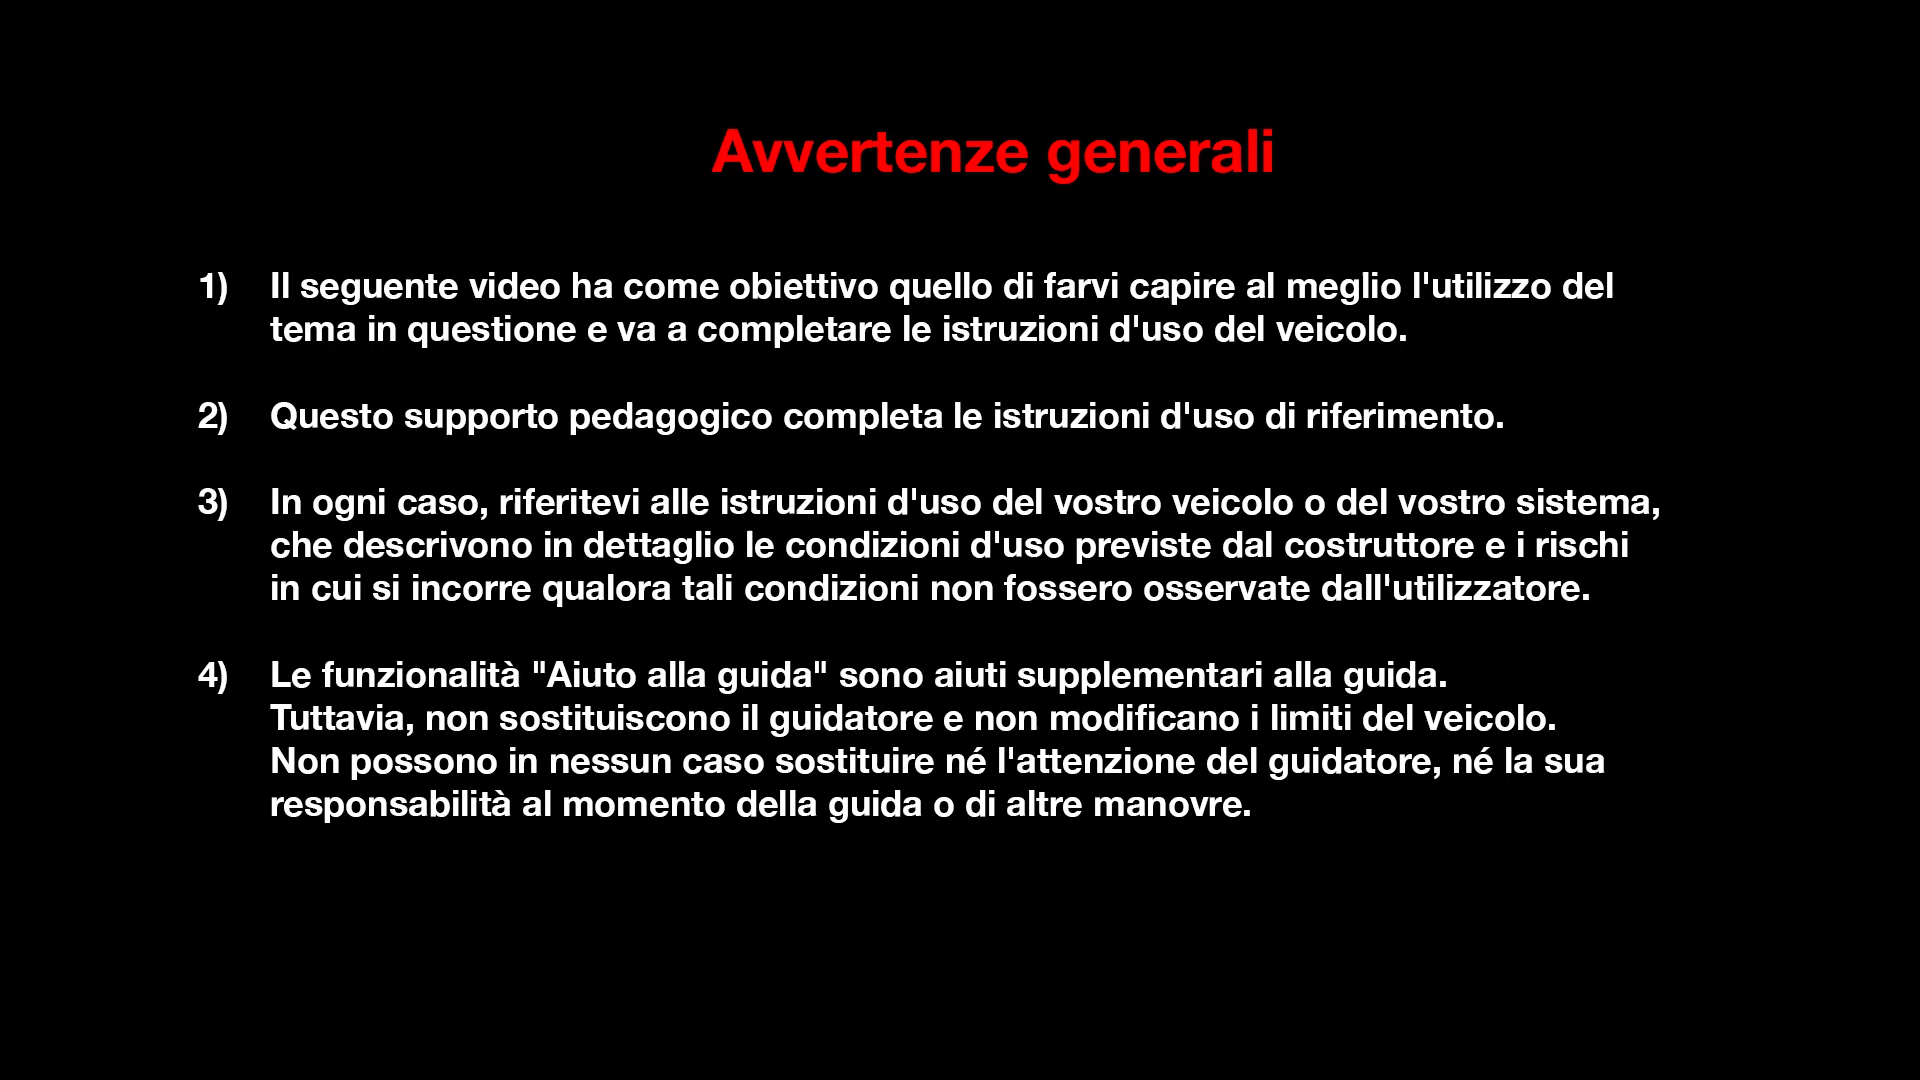 Avvertenze generali
1) Il seguente video ha come obiettivo quello di farvi capire al meglio l'utilizzo del
tema in questione e va a completare le istruzioni d'uso del veicolo.
2) Questo supporto pedagogico completa le istruzioni d'uso di riferimento.
3) In ogni caso, riferitevi alle istruzioni d'uso del vostro veicolo o del vostro sistema,
che descrivono in dettaglio le condizioni d'uso previste dal costruttore e i rischi
in cui si incorre qualora tali condizioni non fossero osservate dall'utilizzatore.
4) Le funzionalità "Aiuto alla guida" sono aiuti supplementari alla guida.
Tuttavia, non sostituiscono il guidatore e non modificano i limiti del veicolo.
Non possono in nessun caso sostituire né l'attenzione del guidatore, né la sua
responsabilità al momento della guida o di altre manovre.